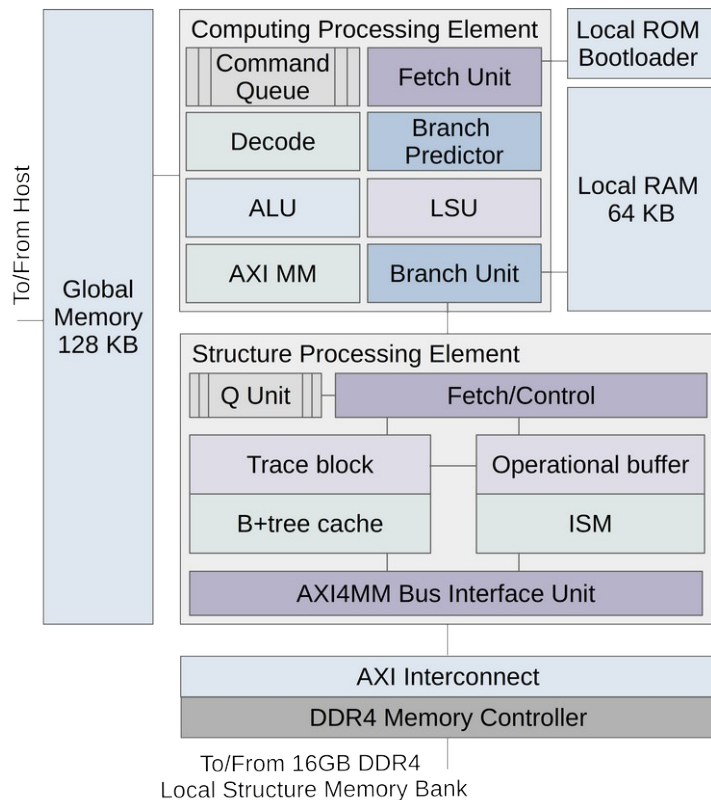 Computing Processing Element
Command
Queue
Fetch Unit
Decode
Branch
Predictor
ALU
LSU
AXI MM
Branch Unit
Local ROM
Bootloader
Local RAM
64 KB
To/From Host
Global
Memory
128 KB
Structure Processing Element
Q Unit
Fetch/Control
Trace block
Operational buffer
B+tree cache
ISM
AXI4MM Bus Interface Unit
AXI Interconnect
DDR4 Memory Controller
To/From 16GB DDR4
Local Structure Memory Bank